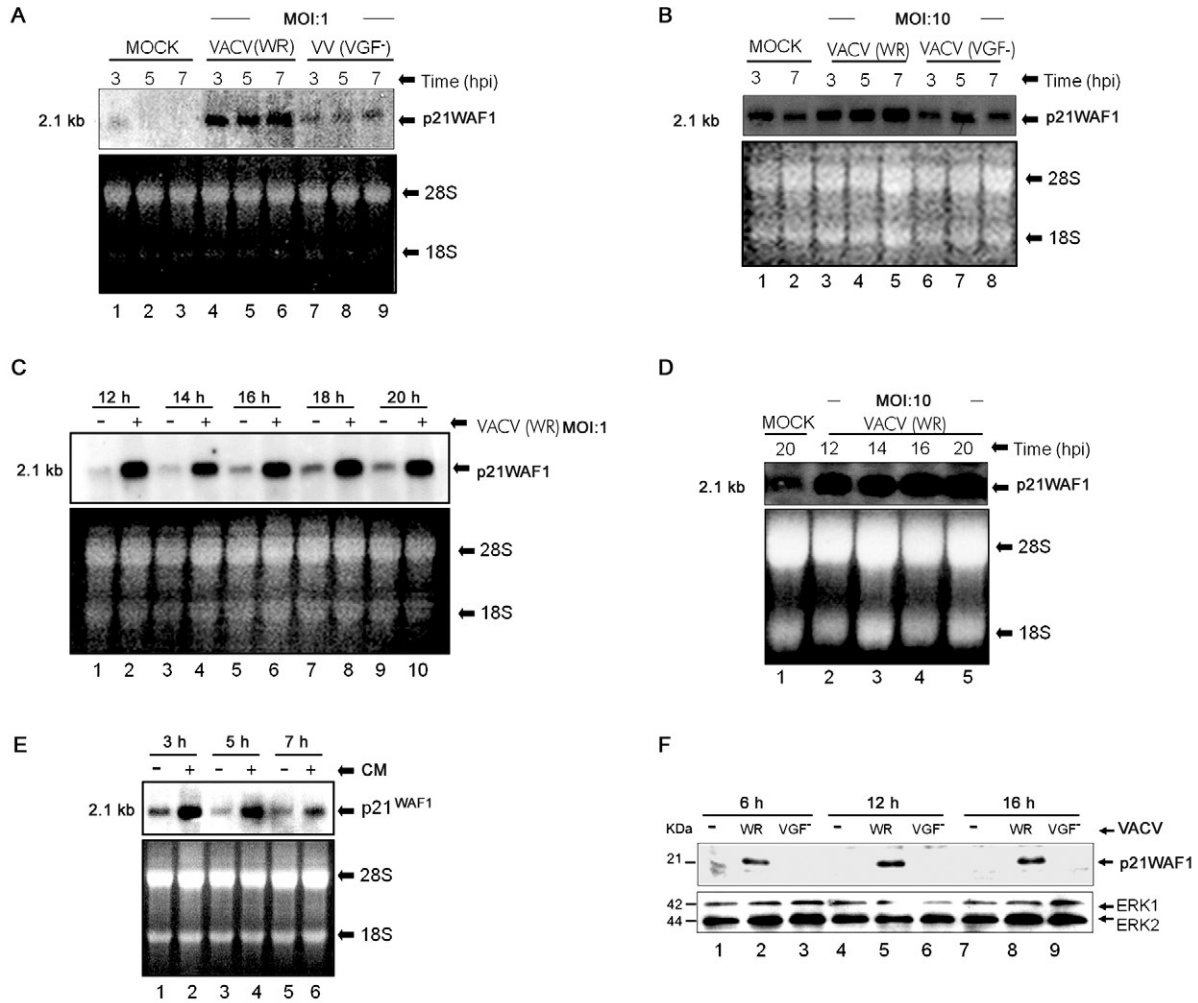 A
MOI:1
MOCK VACV(WR) VV (VGF-)
3 5 7 3 5 7 3 5 7 Time (hpi)
2.1 kb p21WAF1
28S
18S
1 2 3 4 5 6 7 8 9
B
MOI:10
MOCK VACV (WR) VACV (VGF-)
3 7 3 5 7 3 5 7 Time (hpi)
2.1 kb p21WAF1
28S
18S
1 2 3 4 5 6 7 8
C
12 h 14 h 16 h 18 h 20 h
- + - + - + - + - + VACV (WR) MOI:1
2.1 kb p21WAF1
28S
18S
1 2 3 4 5 6 7 8 9 10
D
MOI:10
MOCK VACV (WR)
20 12 14 16 20 Time (hpi)
2.1 kb p21WAF1
28S
18S
1 2 3 4 5
E
3 h 5 h 7 h
- + - + - + CM
2.1 kb p21WAF1
28S
18S
1 2 3 4 5 6
F
6 h 12 h 16 h
KDa - WR VGF- - WR VGF- - WR VGF- VACV
21 p21WAF1
42 ERK1
44 ERK2
1 2 3 4 5 6 7 8 9